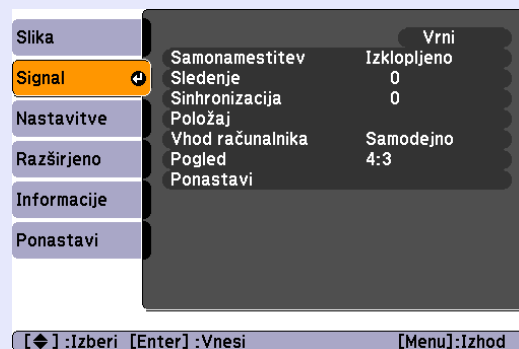 Slika
Signal
Nastavitve
Razširjeno
Informacije
Ponastavi
Vrni
Samonamestitev Izklopljeno
Sledenje 0
Sinhronizacija 0
Položaj
Vhod računalnika Samodejno
Pogled 4:3
Ponastavi
[◆] :Izberi [Enter] :Vnesi [Menu]:Izhod